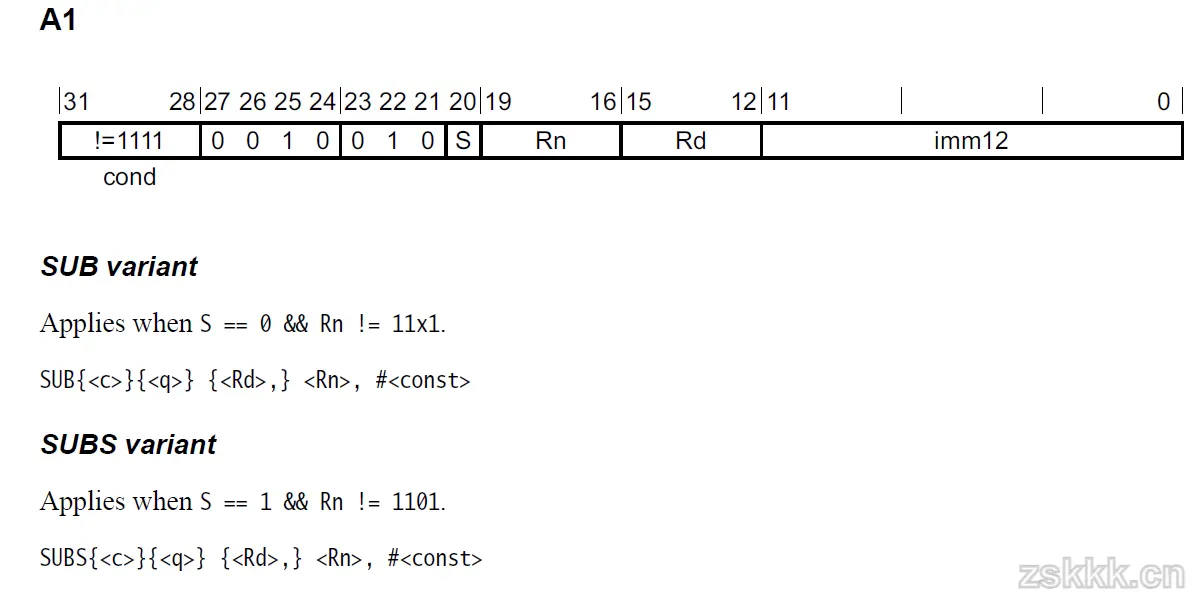 A1
31 28 27 26 25 24 23 22 21 20 19 16 15 12 11 0
!=1111 0 0 1 0 0 1 0 S Rn Rd imm12
cond
SUB variant
Applies when S == 0 && Rn != 11x1.
SUB{<c>}{<q>} {<Rd>,} <Rn>, #<const>
SUBS variant
Applies when S == 1 && Rn != 1101.
SUBS{<c>}{<q>} {<Rd>,} <Rn>, #<const>
zskkk.cn